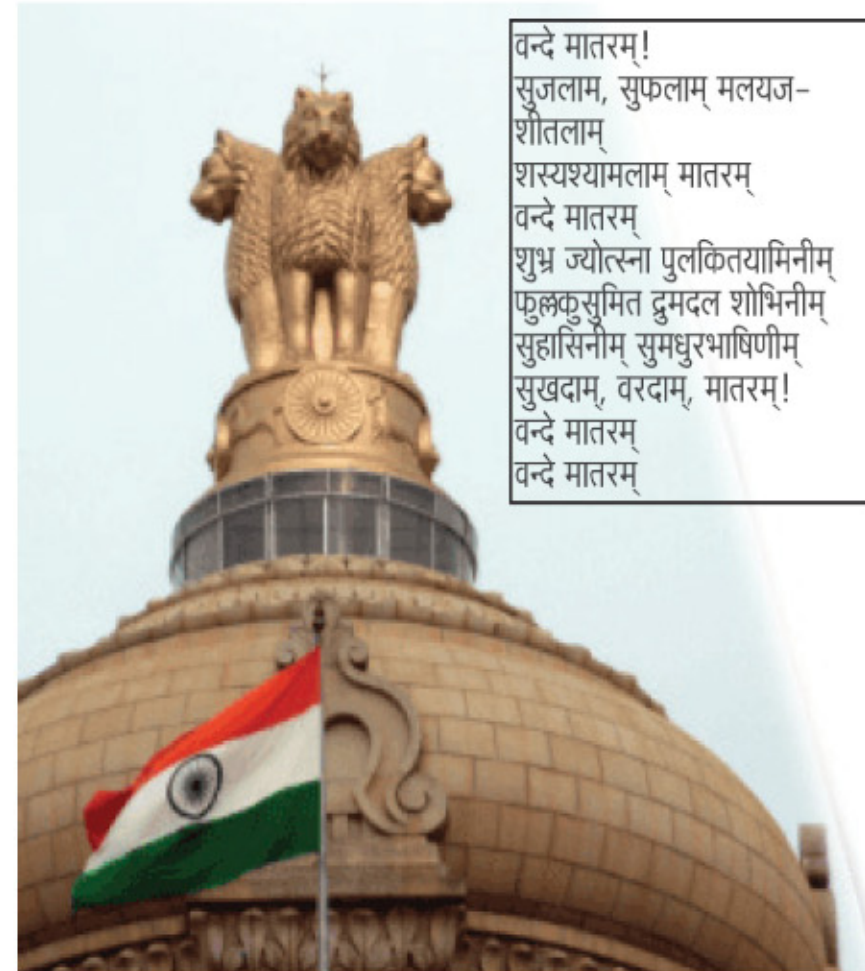 वन्दे मातरम्!
सुजलाम, सुफलाम् मलयज-
शीतलाम्
शस्यश्यामलाम् मातरम्
वन्दे मातरम्
शुभ्र ज्योत्स्ना पुलकितयामिनीम्
फुल्लकुसुमित द्रुमदल शोभिनीम्
सुहासिनीम् सुमधुरभाषिणीम्
सुखदाम्, वरदाम्, मातरम्!
वन्दे मातरम्
वन्दे मातरम्